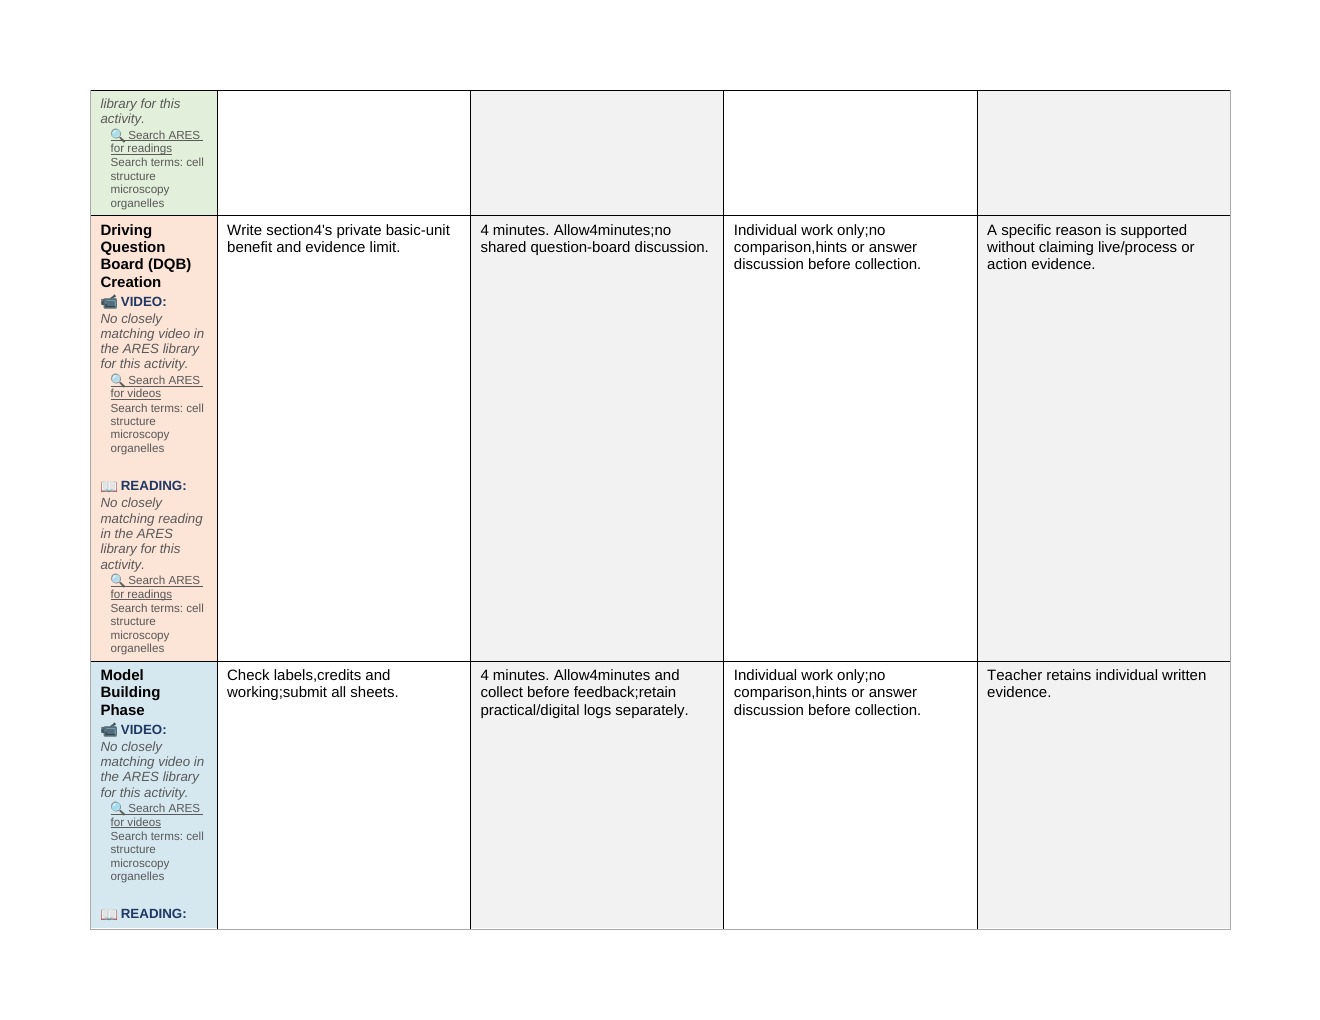 library for this
activity.
🔍 Search ARES
for readings
Search terms: cell
structure
microscopy
organelles
Driving
Question
Board (DQB)
Creation
📹 VIDEO:
No closely
matching video in
the ARES library
for this activity.
🔍 Search ARES
for videos
Search terms: cell
structure
microscopy
organelles
📖 READING:
No closely
matching reading
in the ARES
library for this
activity.
🔍 Search ARES
for readings
Search terms: cell
structure
microscopy
organelles
Write section4's private basic-unit
benefit and evidence limit.
4 minutes. Allow4minutes;no
shared question-board discussion.
Individual work only;no
comparison,hints or answer
discussion before collection.
A specific reason is supported
without claiming live/process or
action evidence.
Model
Building
Phase
📹 VIDEO:
No closely
matching video in
the ARES library
for this activity.
🔍 Search ARES
for videos
Search terms: cell
structure
microscopy
organelles
📖 READING:
Check labels,credits and
working;submit all sheets.
4 minutes. Allow4minutes and
collect before feedback;retain
practical/digital logs separately.
Individual work only;no
comparison,hints or answer
discussion before collection.
Teacher retains individual written
evidence.